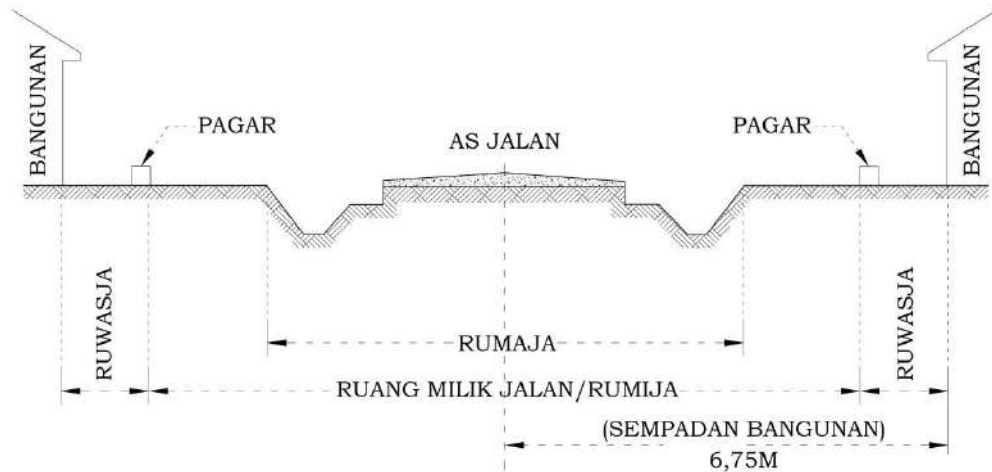 BANGUNAN
PAGAR
AS JALAN
PAGAR
BANGUNAN
RUWASJA
RUMAJA
RUWASJA
RUANG MILIK JALAN/RUMIJA
(SEMPADAN BANGUNAN)
6,75M